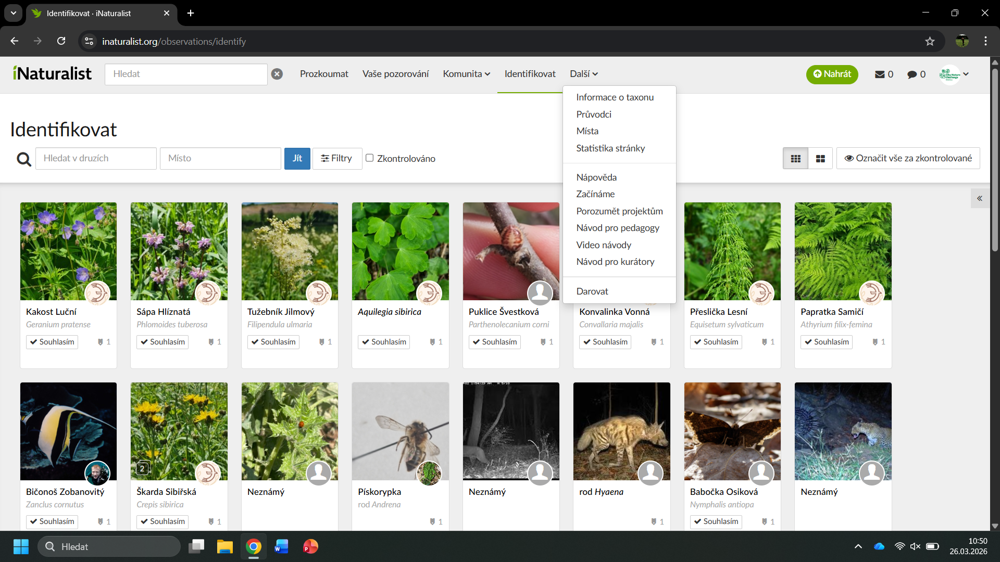 Identifikovat · iNaturalist
inaturalist.org/observations/identify
iNaturalist
Hledat
Prozkoumat
Vaše pozorování
Komunita
Identifikovat
Další
Nahrát
0
0
Informace o taxonu
Průvodci
Místa
Statistika stránky
Nápověda
Začínáme
Porozumět projektům
Návod pro pedagogy
Video návody
Návod pro kurátory
Darovat
Identifikovat
Hledat v druzích
Místo
Jít
Filtry
Zkontrolováno
Označit vše za zkontrolované
«
Kakost Luční
Geranium pratense
Souhlasím 1
Sápa Hlíznatá
Phlomoides tuberosa
Souhlasím 1
Tužebník Jilmový
Filipendula ulmaria
Souhlasím 1
Aquilegia sibirica
Souhlasím 1
Puklice Švestková
Parthenolecanium corni
Souhlasím 1
Konvalinka Vonná
Convallaria majalis
Souhlasím 1
Přeslička Lesní
Equisetum sylvaticum
Souhlasím 1
Papratka Samičí
Athyrium filix-femina
Souhlasím 1
Bičonoš Zobanovitý
Zanclus cornutus
Souhlasím 1
2
Škarda Sibiřská
Crepis sibirica
Souhlasím 1
Neznámý
Pískorypka
rod Andrena
1
Neznámý
rod Hyaena
1
Babočka Osiková
Nymphalis antiopa
Souhlasím 1
Neznámý
Hledat
10:50
26.03.2026